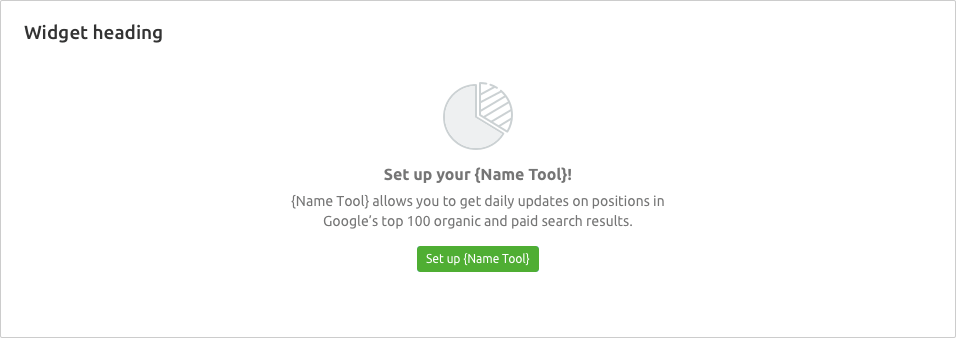 Widget heading
Set up your {Name Tool}!
{Name Tool} allows you to get daily updates on positions in
Google’s top 100 organic and paid search results.
Set up {Name Tool}